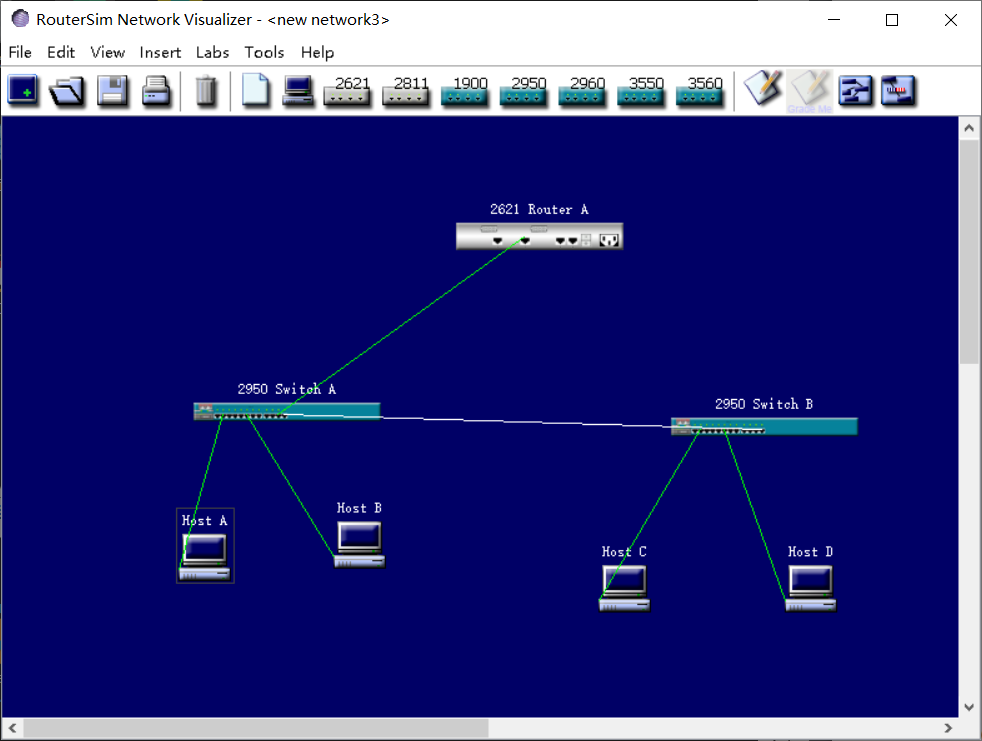 RouterSim Network Visualizer - <new network3>
File Edit View Insert Labs Tools Help
2621 2811 1900 2950 2960 3550 3560
Grade Me
2621 Router A
2950 Switch A
2950 Switch B
Host A
Host B
Host C
Host D